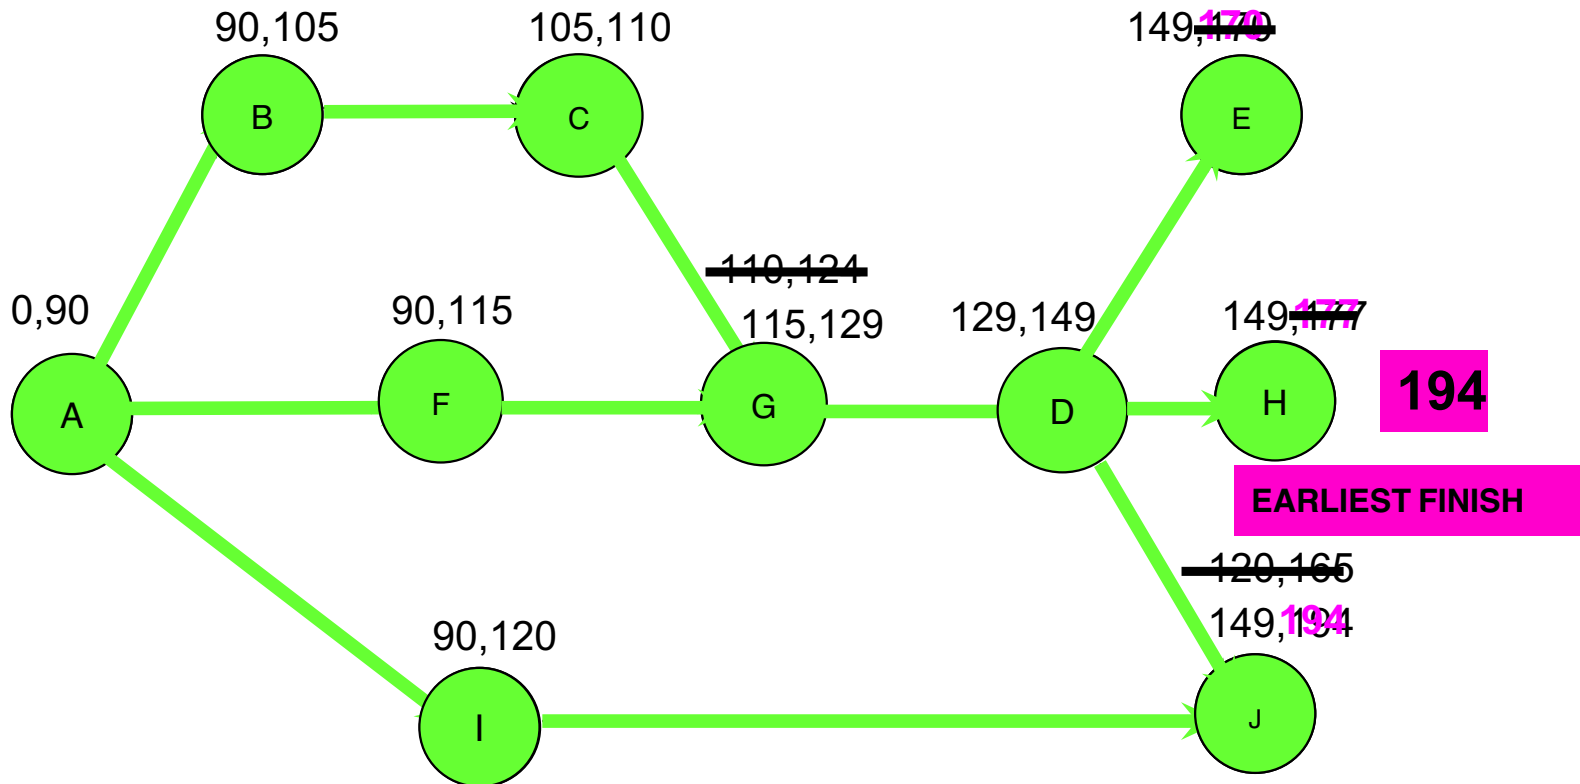 90,105
105,110
149,170
B
C
E
110,124
0,90
90,115
115,129
129,149
149,177
A
F
G
D
H
194
EARLIEST FINISH
120,165
90,120
149,194
I
J